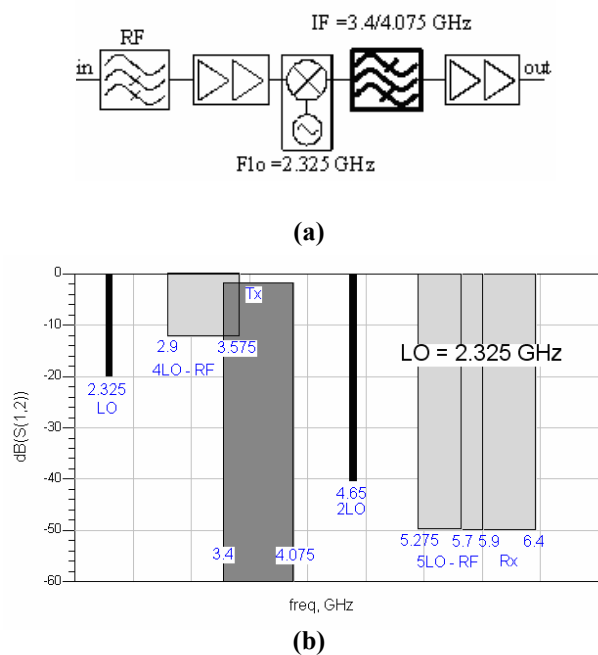 IF =3.4/4.075 GHz
RF
in
out
Flo =2.325 GHz
(a)
dB(S(1,2))
0
-10
-20
-30
-40
-50
-60
2.325
LO
2.9
3.575
4LO - RF
Tx
3.4
4.075
4.65
2LO
LO = 2.325 GHz
5.275
5.7
5.9
6.4
5LO - RF
Rx
freq, GHz
(b)